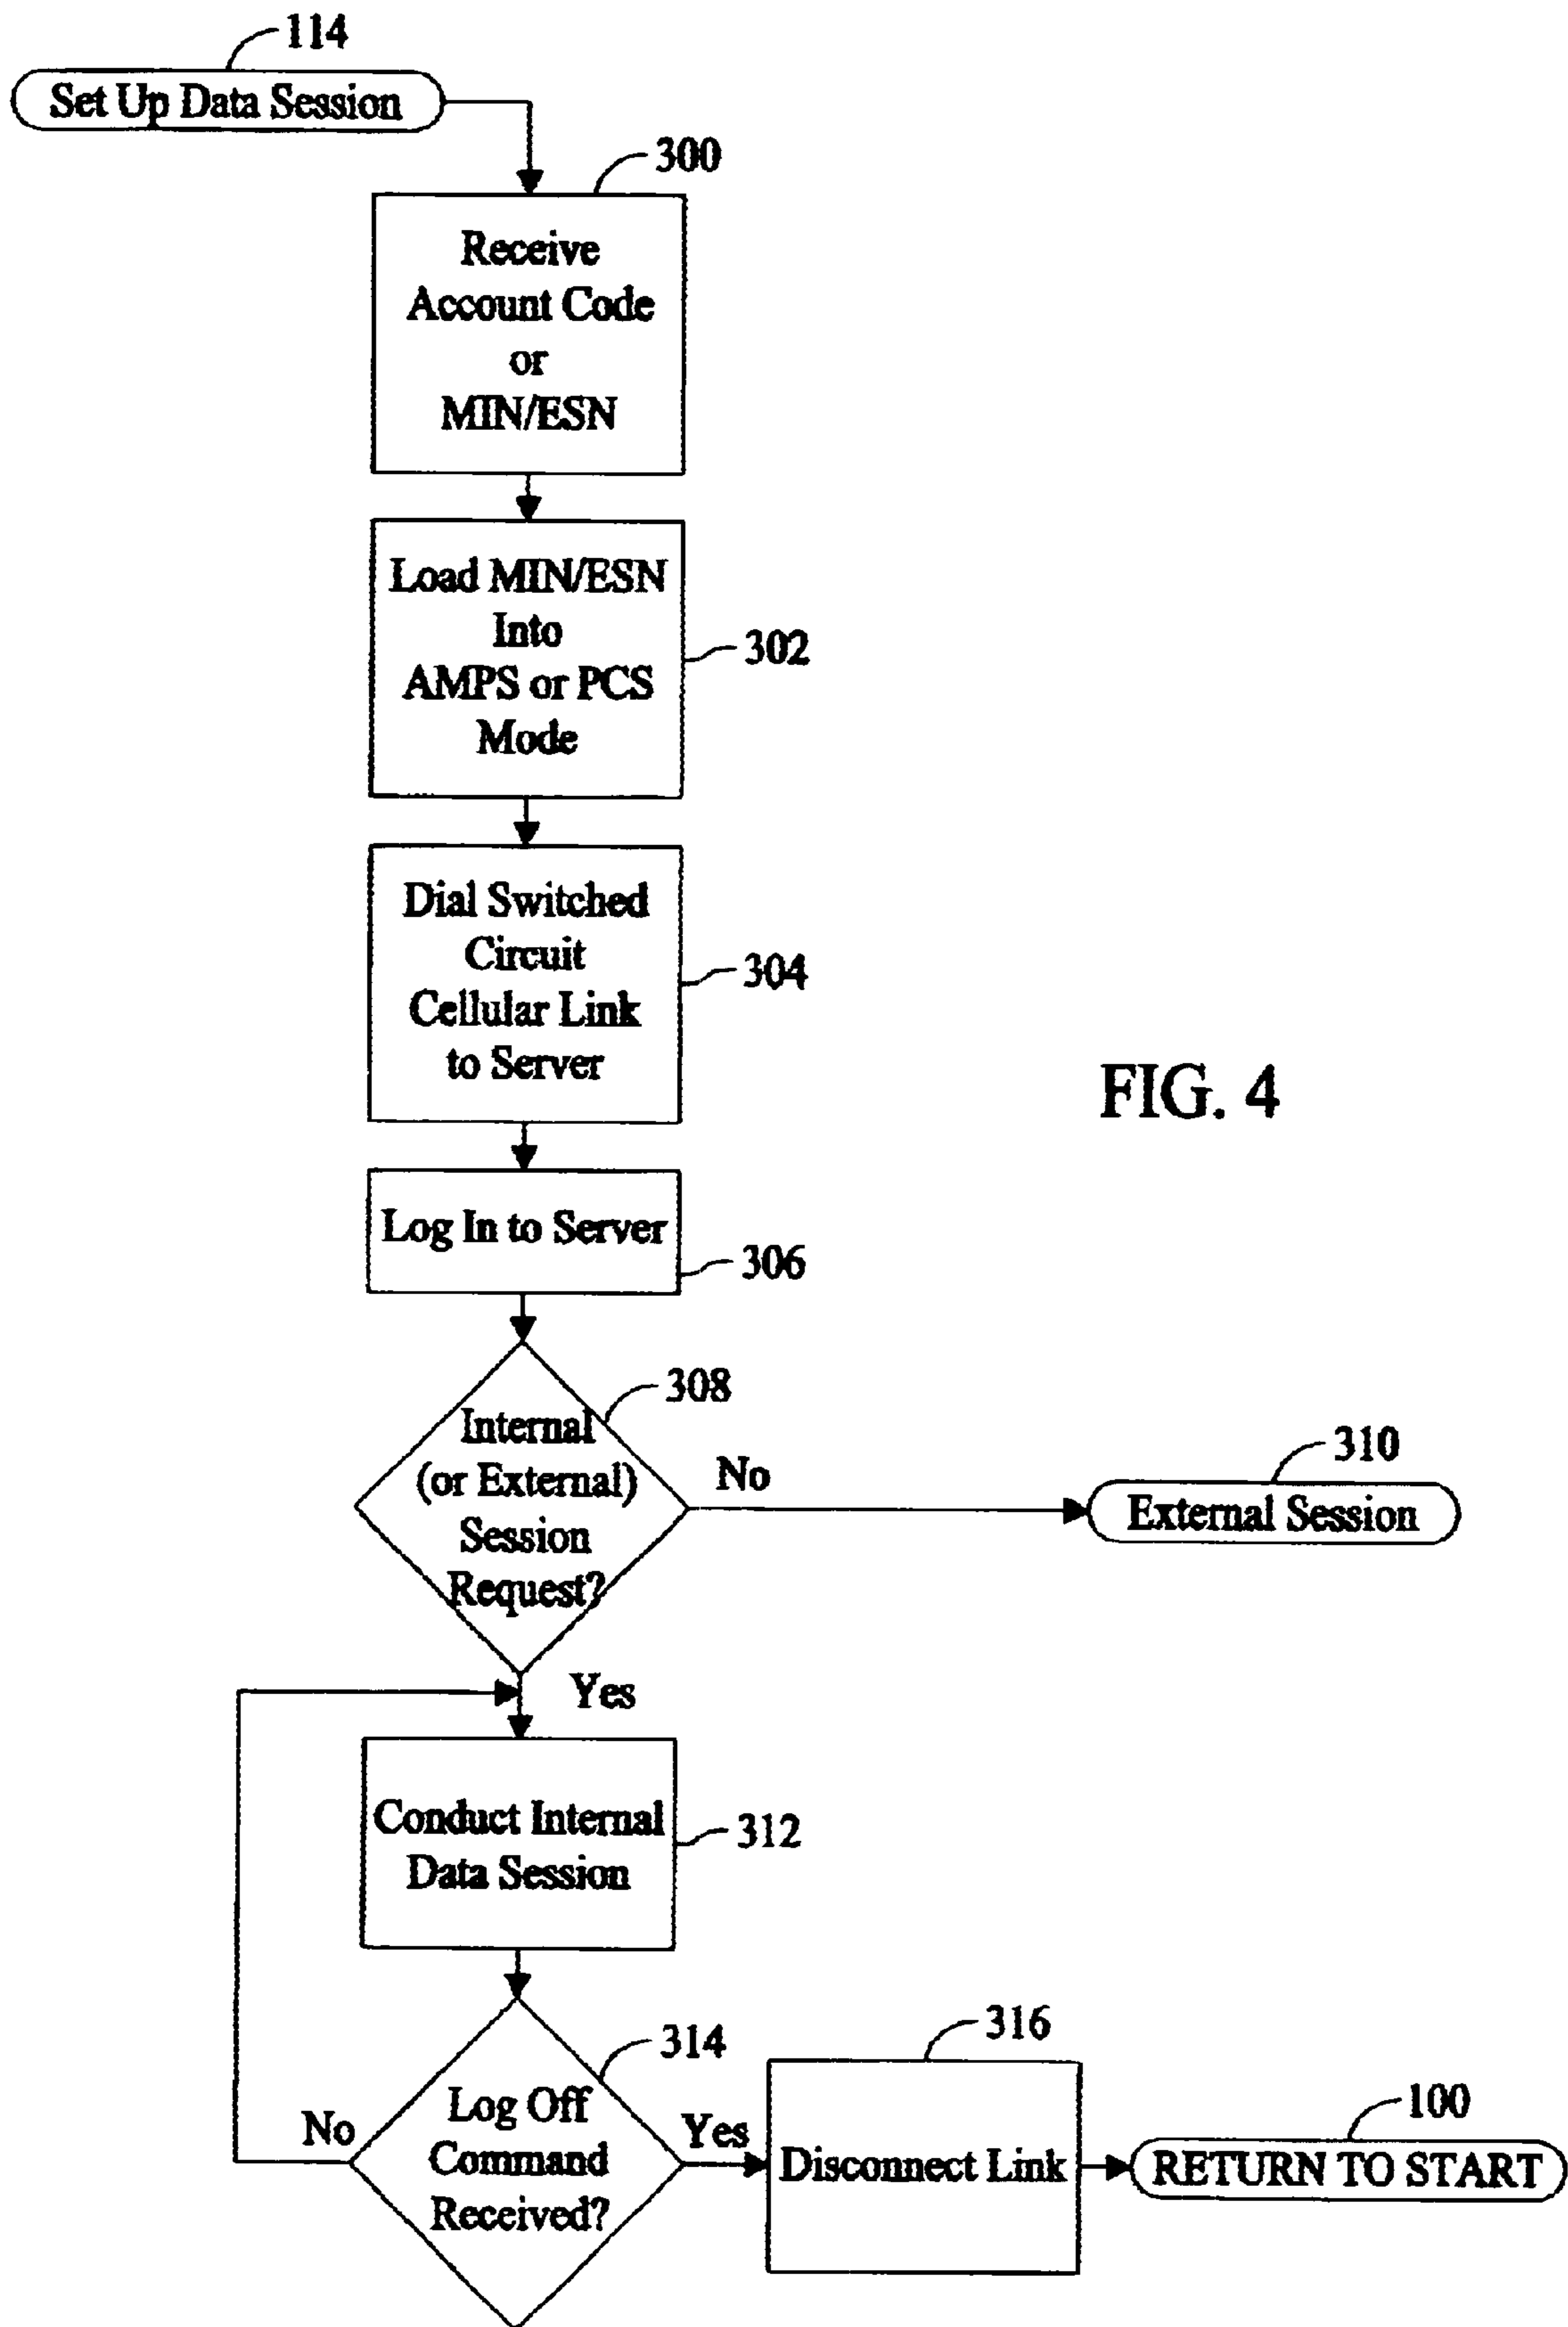 114
Set Up Data Session
300
Receive
Account Code
or
MIN/ESN
Load MIN/ESN
Into
AMPS or PCS
Mode
302
Dial Switched
Circuit
Cellular Link
to Server
304
FIG. 4
Log In to Server
306
308
Internal
(or External)
Session
Request?
No
310
External Session
Yes
Conduct Internal
Data Session
312
314
Log Off
Command
Received?
No
Yes
316
Disconnect Link
100
RETURN TO START